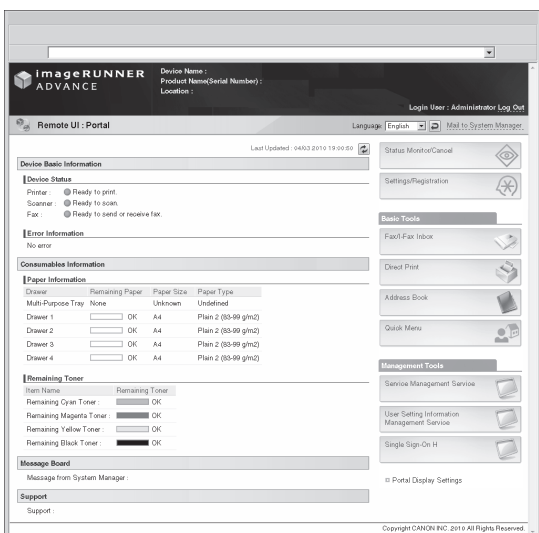 imageRUNNER
ADVANCE
Device Name :
Product Name(Serial Number) :
Location :
Login User : Administrator Log Out
Remote UI : Portal
Language English
Mail to System Manager
Last Updated : 04/03 2010 19:00:50
Device Basic Information
Device Status
Printer : Ready to print.
Scanner : Ready to scan.
Fax : Ready to send or receive fax.
Error Information
No error
Consumables Information
Paper Information
Drawer Remaining Paper Paper Size Paper Type
Multi-Purpose Tray None Unknown Undefined
Drawer 1 OK A4 Plain 2 (83-99 g/m2)
Drawer 2 OK A4 Plain 2 (83-99 g/m2)
Drawer 3 OK A4 Plain 2 (83-99 g/m2)
Drawer 4 OK A4 Plain 2 (83-99 g/m2)
Remaining Toner
Item Name Remaining Toner
Remaining Cyan Toner : OK
Remaining Magenta Toner : OK
Remaining Yellow Toner : OK
Remaining Black Toner : OK
Message Board
Message from System Manager :
Support
Support :
Status Monitor/Cancel
Settings/Registration
Basic Tools
Fax/I-Fax Inbox
Direct Print
Address Book
Quick Menu
Management Tools
Service Management Service
User Setting Information
Management Service
Single Sign-On H
Portal Display Settings
Copyright CANON INC. 2010 All Rights Reserved.